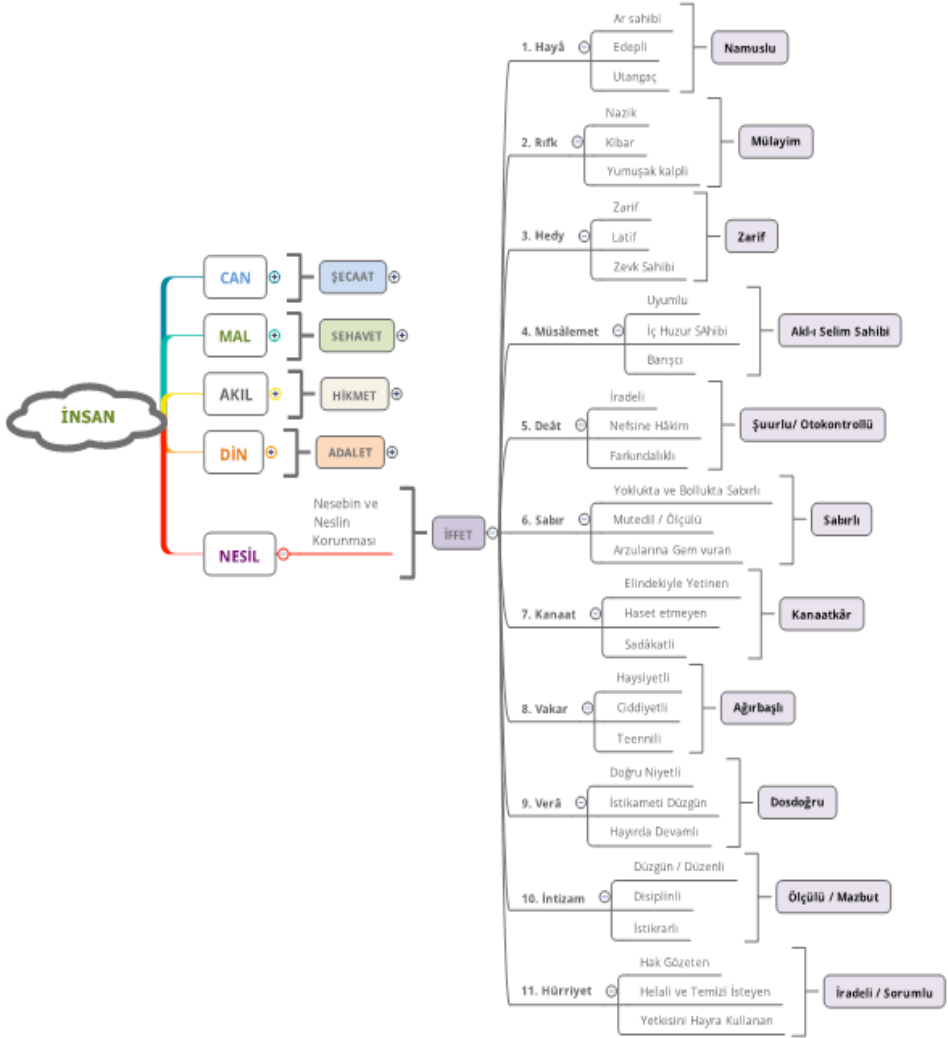 İNSAN
CAN
ŞECAAT
MAL
SEHAVET
AKIL
HİKMET
DİN
ADALET
NESİL
Nesebin ve
Neslin
Korunması
İFFET
1. Hayâ
Ar sahibi
Edepli
Utangaç
Namuslu
2. Rıfk
Nazik
Kibar
Yumuşak kalpli
Mülayim
3. Hedy
Zarif
Latif
Zevk Sahibi
Zarif
4. Müsâlemet
Uyumlu
İç Huzur SAhibi
Barışcı
Akl-ı Selim Sahibi
5. Deât
İradeli
Nefsine Hâkim
Farkındalıklı
Şuurlu/ Otokontrollü
6. Sabır
Yoklukta ve Bollukta Sabırlı
Mutedil / Ölçülü
Arzularına Gem vuran
Sabırlı
7. Kanaat
Elindekiyle Yetinen
Haset etmeyen
Sadâkatli
Kanaatkâr
8. Vakar
Haysiyetli
Ciddiyetli
Teennili
Ağırbaşlı
9. Verâ
Doğru Niyetli
İstikameti Düzgün
Hayırda Devamlı
Dosdoğru
10. İntizam
Düzgün / Düzenli
Disiplinli
İstikrarlı
Ölçülü / Mazbut
11. Hürriyet
Hak Gözeten
Helali ve Temizi İsteyen
Yetkisini Hayra Kullanan
İradeli / Sorumlu